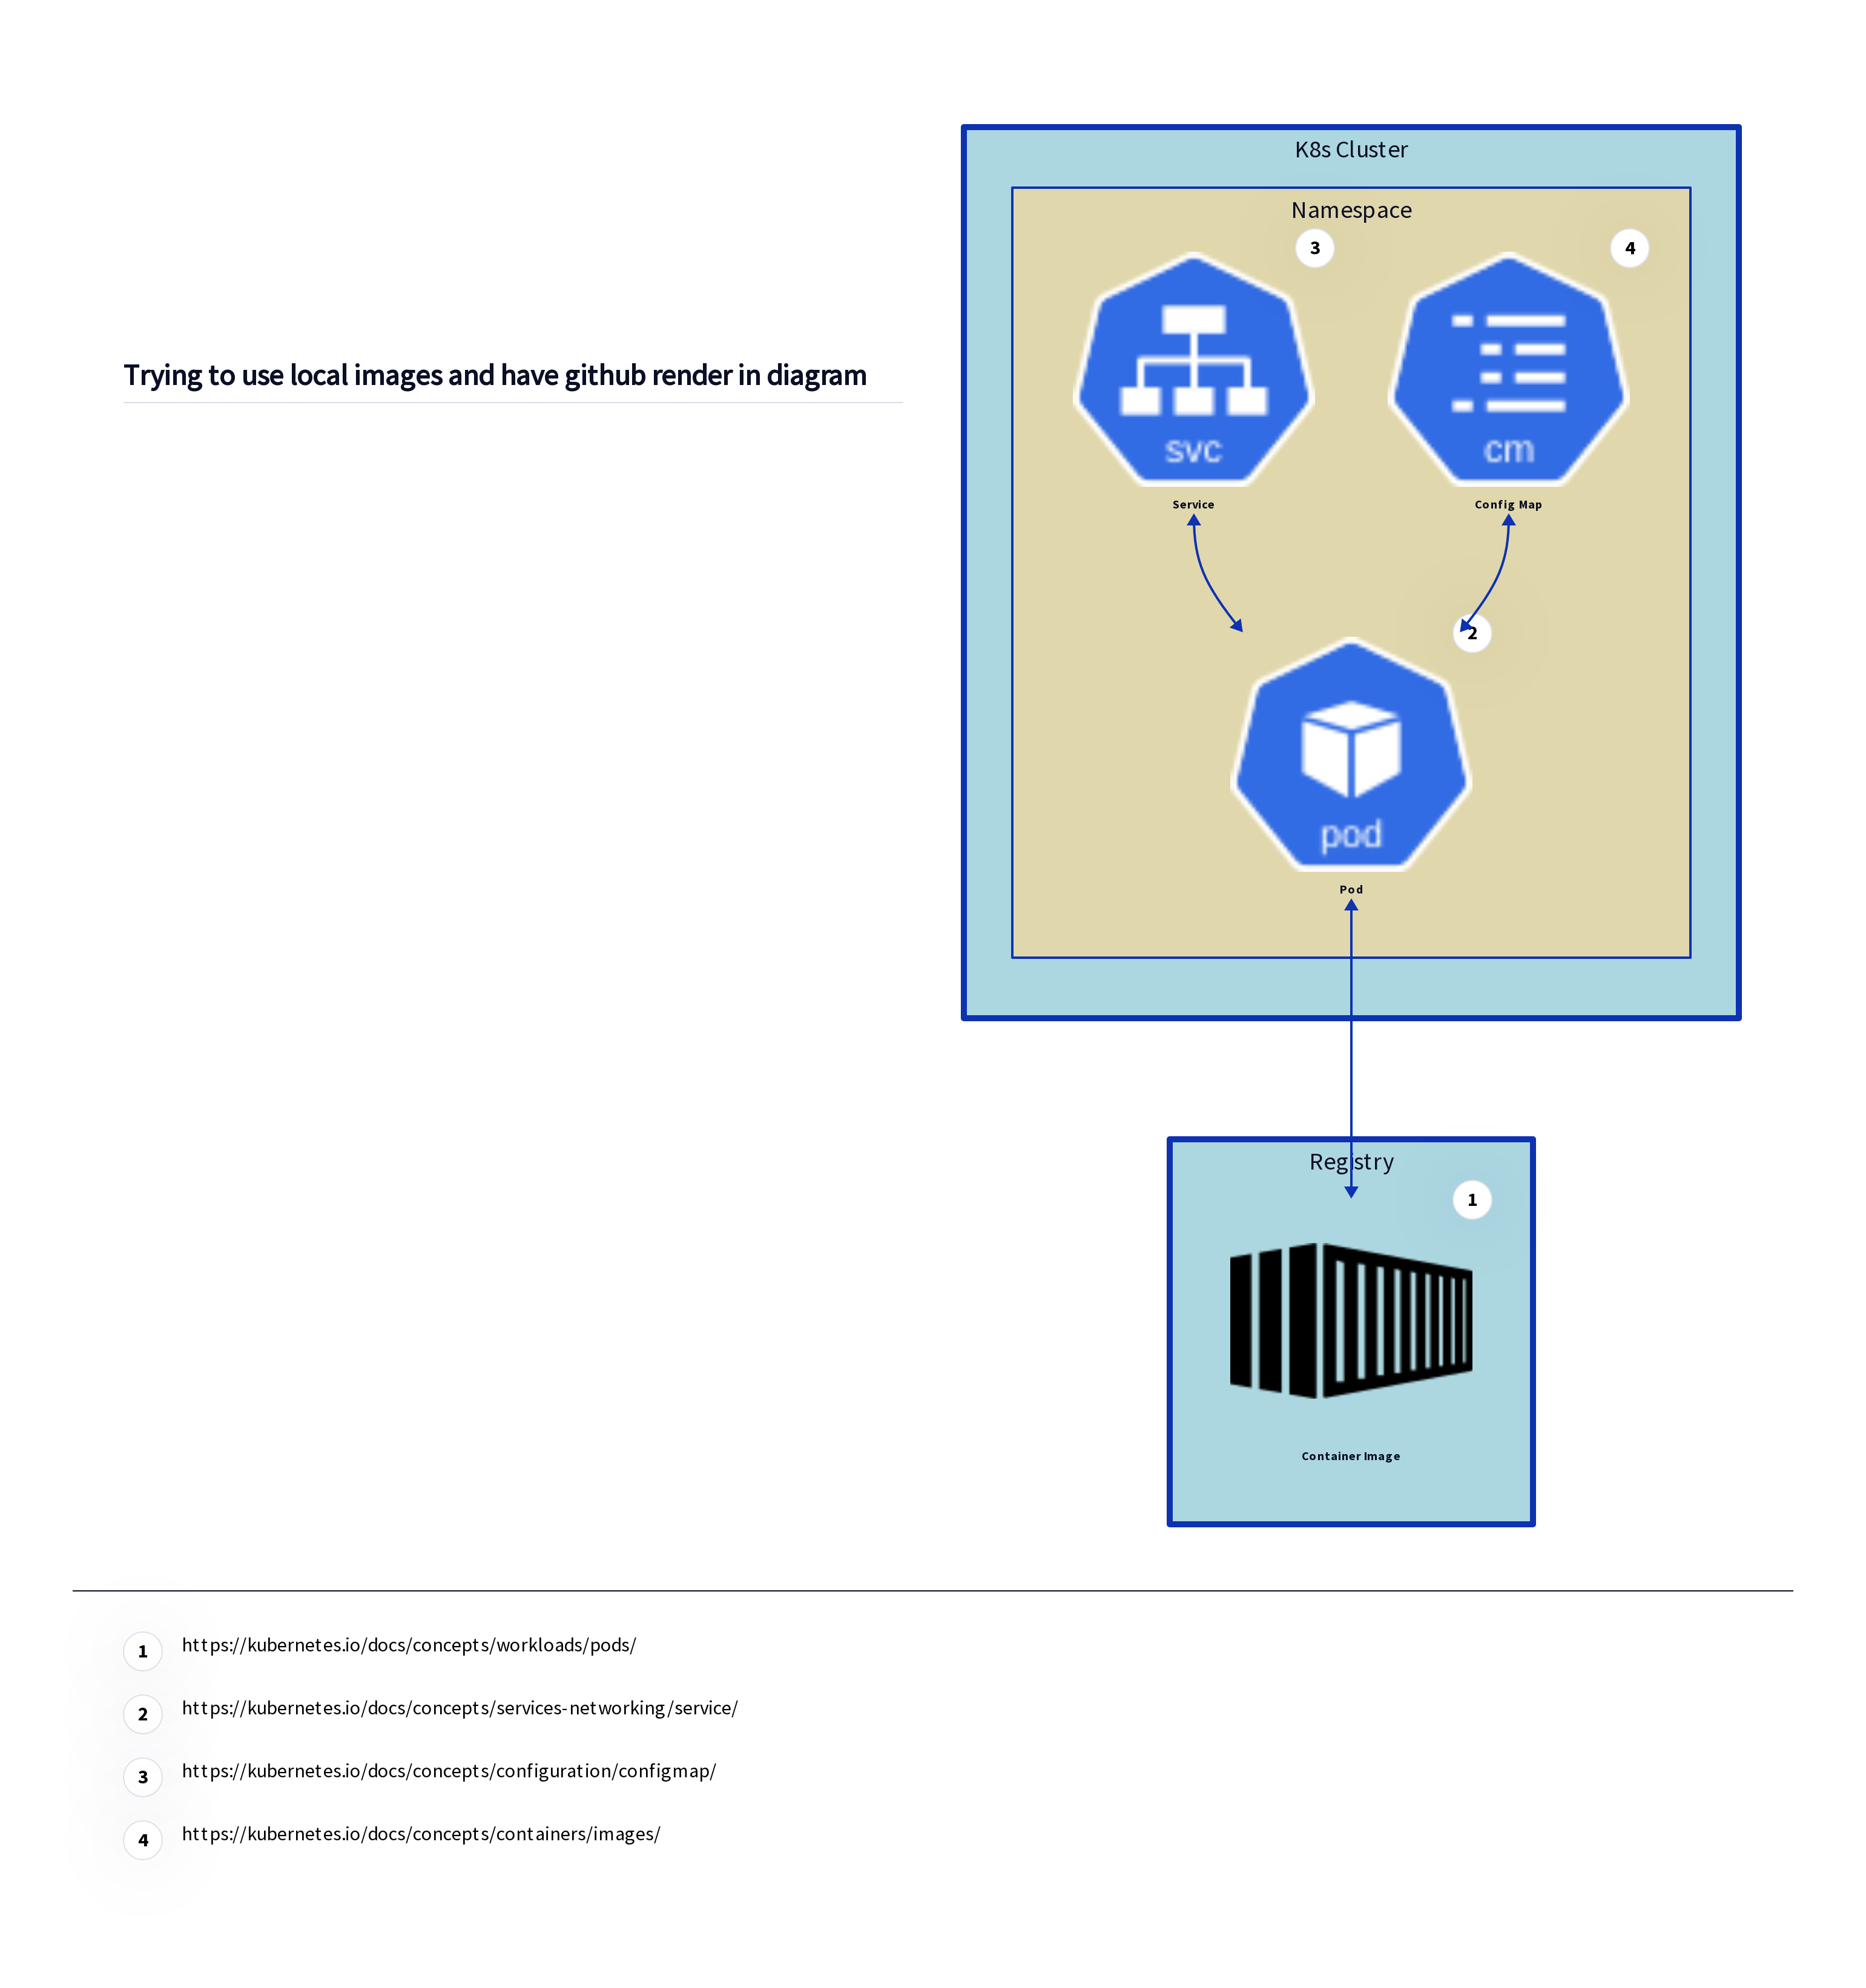 K8s Cluster
Namespace
3
4
Trying to use local images and have github render in diagram
svc
cm
Service
Config Map
2
pod
Pod
Registry
1
Container Image
1
https://kubernetes.io/docs/concepts/workloads/pods/
2
https://kubernetes.io/docs/concepts/services-networking/service/
3
https://kubernetes.io/docs/concepts/configuration/configmap/
4
https://kubernetes.io/docs/concepts/containers/images/